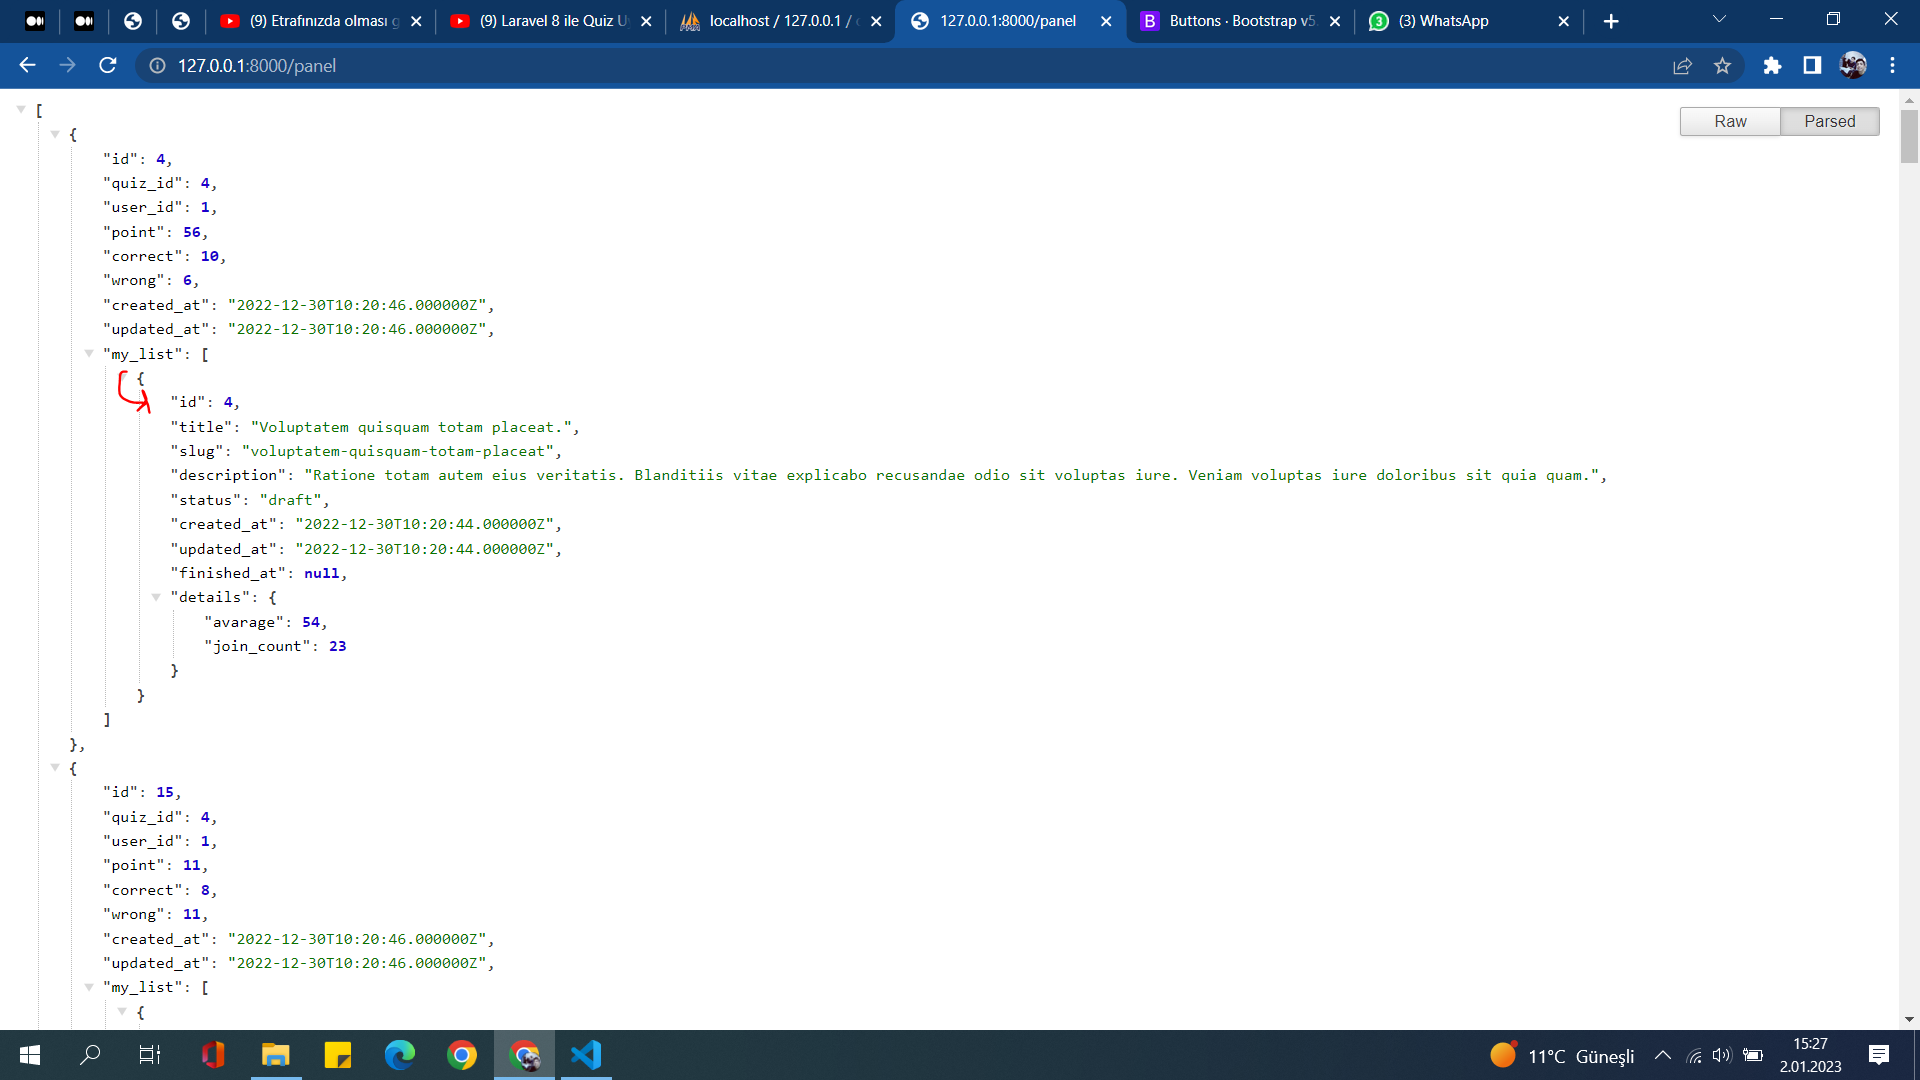 (9) Etrafınızda olması g
(9) Laravel 8 ile Quiz Uy
localhost / 127.0.0.1 /
127.0.0.1:8000/panel
Buttons · Bootstrap v5.
(3) WhatsApp
127.0.0.1:8000/panel
Raw
Parsed
[
{
"id": 4,
"quiz_id": 4,
"user_id": 1,
"point": 56,
"correct": 10,
"wrong": 6,
"created_at": "2022-12-30T10:20:46.000000Z",
"updated_at": "2022-12-30T10:20:46.000000Z",
"my_list": [
{
"id": 4,
"title": "Voluptatem quisquam totam placeat.",
"slug": "voluptatem-quisquam-totam-placeat",
"description": "Ratione totam autem eius veritatis. Blanditiis vitae explicabo recusandae odio sit voluptas iure. Veniam voluptas iure doloribus sit quia quam.",
"status": "draft",
"created_at": "2022-12-30T10:20:44.000000Z",
"updated_at": "2022-12-30T10:20:44.000000Z",
"finished_at": null,
"details": {
"avarage": 54,
"join_count": 23
}
}
]
},
{
"id": 15,
"quiz_id": 4,
"user_id": 1,
"point": 11,
"correct": 8,
"wrong": 11,
"created_at": "2022-12-30T10:20:46.000000Z",
"updated_at": "2022-12-30T10:20:46.000000Z",
"my_list": [
{
11°C Güneşli
15:27
2.01.2023